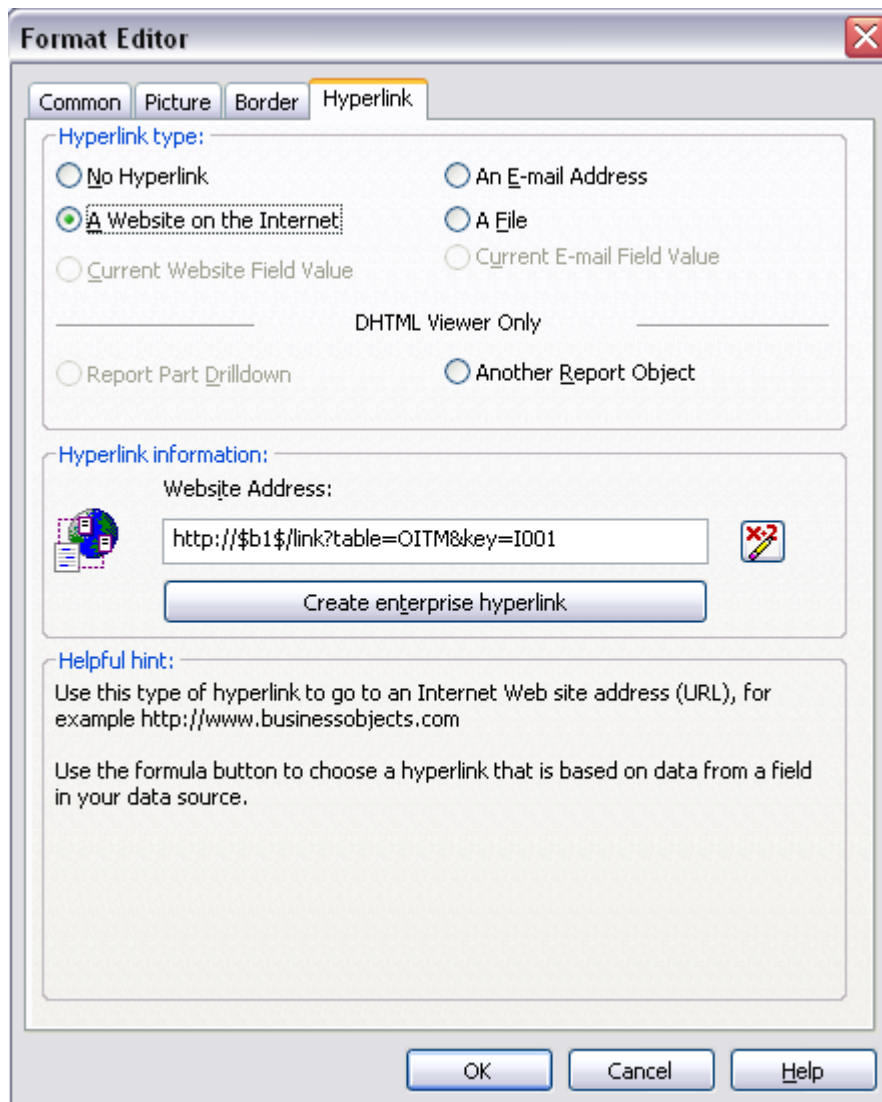 Format Editor
Common Picture Border Hyperlink
Hyperlink type:
No Hyperlink
An E-mail Address
A Website on the Internet
A File
Current Website Field Value
Current E-mail Field Value
DHTML Viewer Only
Report Part Drilldown
Another Report Object
Hyperlink information:
Website Address:
http://$b1$/link?table=OITM&key=I001
X+2
Create enterprise hyperlink
Helpful hint:
Use this type of hyperlink to go to an Internet Web site address (URL), for
example http://www.businessobjects.com
Use the formula button to choose a hyperlink that is based on data from a field
in your data source.
OK Cancel Help